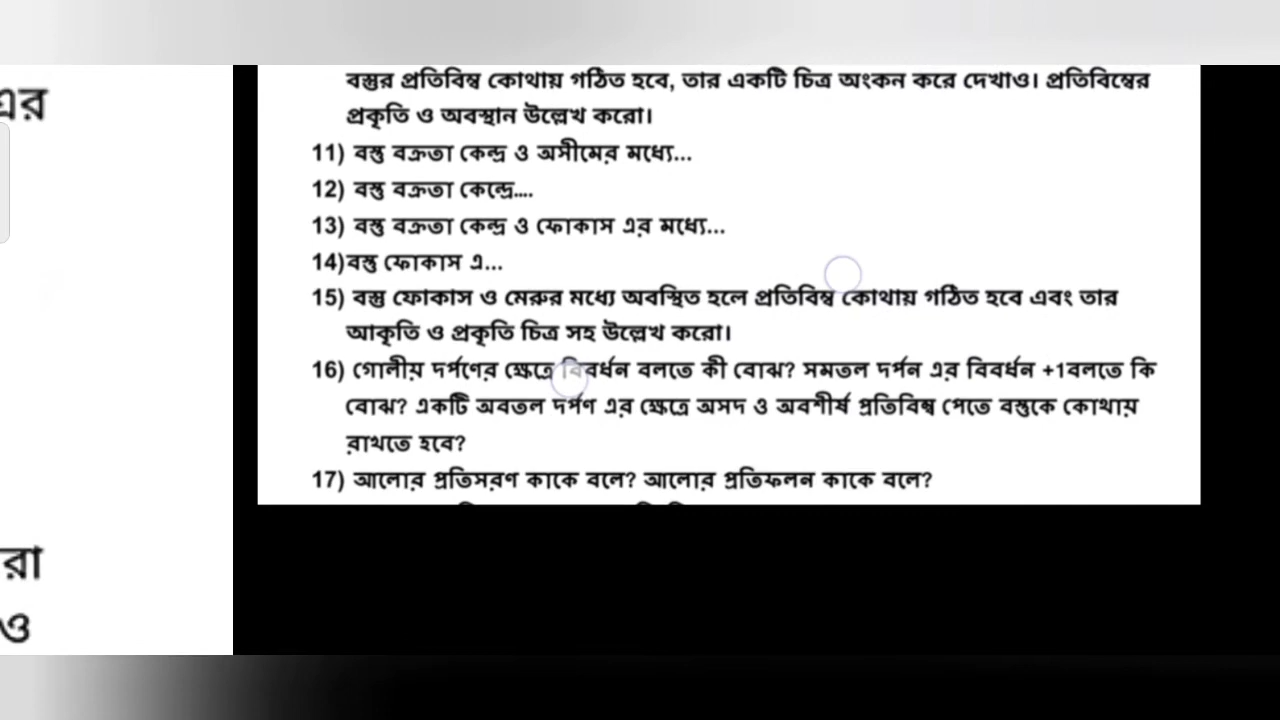 এর
রা
ও
বস্তুর প্রতিবিম্ব কোথায় গঠিত হবে, তার একটি চিত্র অংকন করে দেখাও। প্রতিবিম্বের
প্রকৃতি ও অবস্থান উল্লেখ করো।
11) বস্তু বক্রতা কেন্দ্র ও অসীমের মধ্যে...
12) বস্তু বক্রতা কেন্দ্রে....
13) বস্তু বক্রতা কেন্দ্র ও ফোকাস এর মধ্যে...
14)বস্তু ফোকাস এ...
15) বস্তু ফোকাস ও মেরুর মধ্যে অবস্থিত হলে প্রতিবিম্ব কোথায় গঠিত হবে এবং তার
আকৃতি ও প্রকৃতি চিত্র সহ উল্লেখ করো।
16) গোলীয় দর্পণের ক্ষেত্রে বিবর্ধন বলতে কী বোঝ? সমতল দর্পন এর বিবর্ধন +1বলতে কি
বোঝ? একটি অবতল দর্পণ এর ক্ষেত্রে অসদ ও অবশীর্ষ প্রতিবিম্ব পেতে বস্তুকে কোথায়
রাখতে হবে?
17) আলোর প্রতিসরণ কাকে বলে? আলোর প্রতিফলন কাকে বলে?